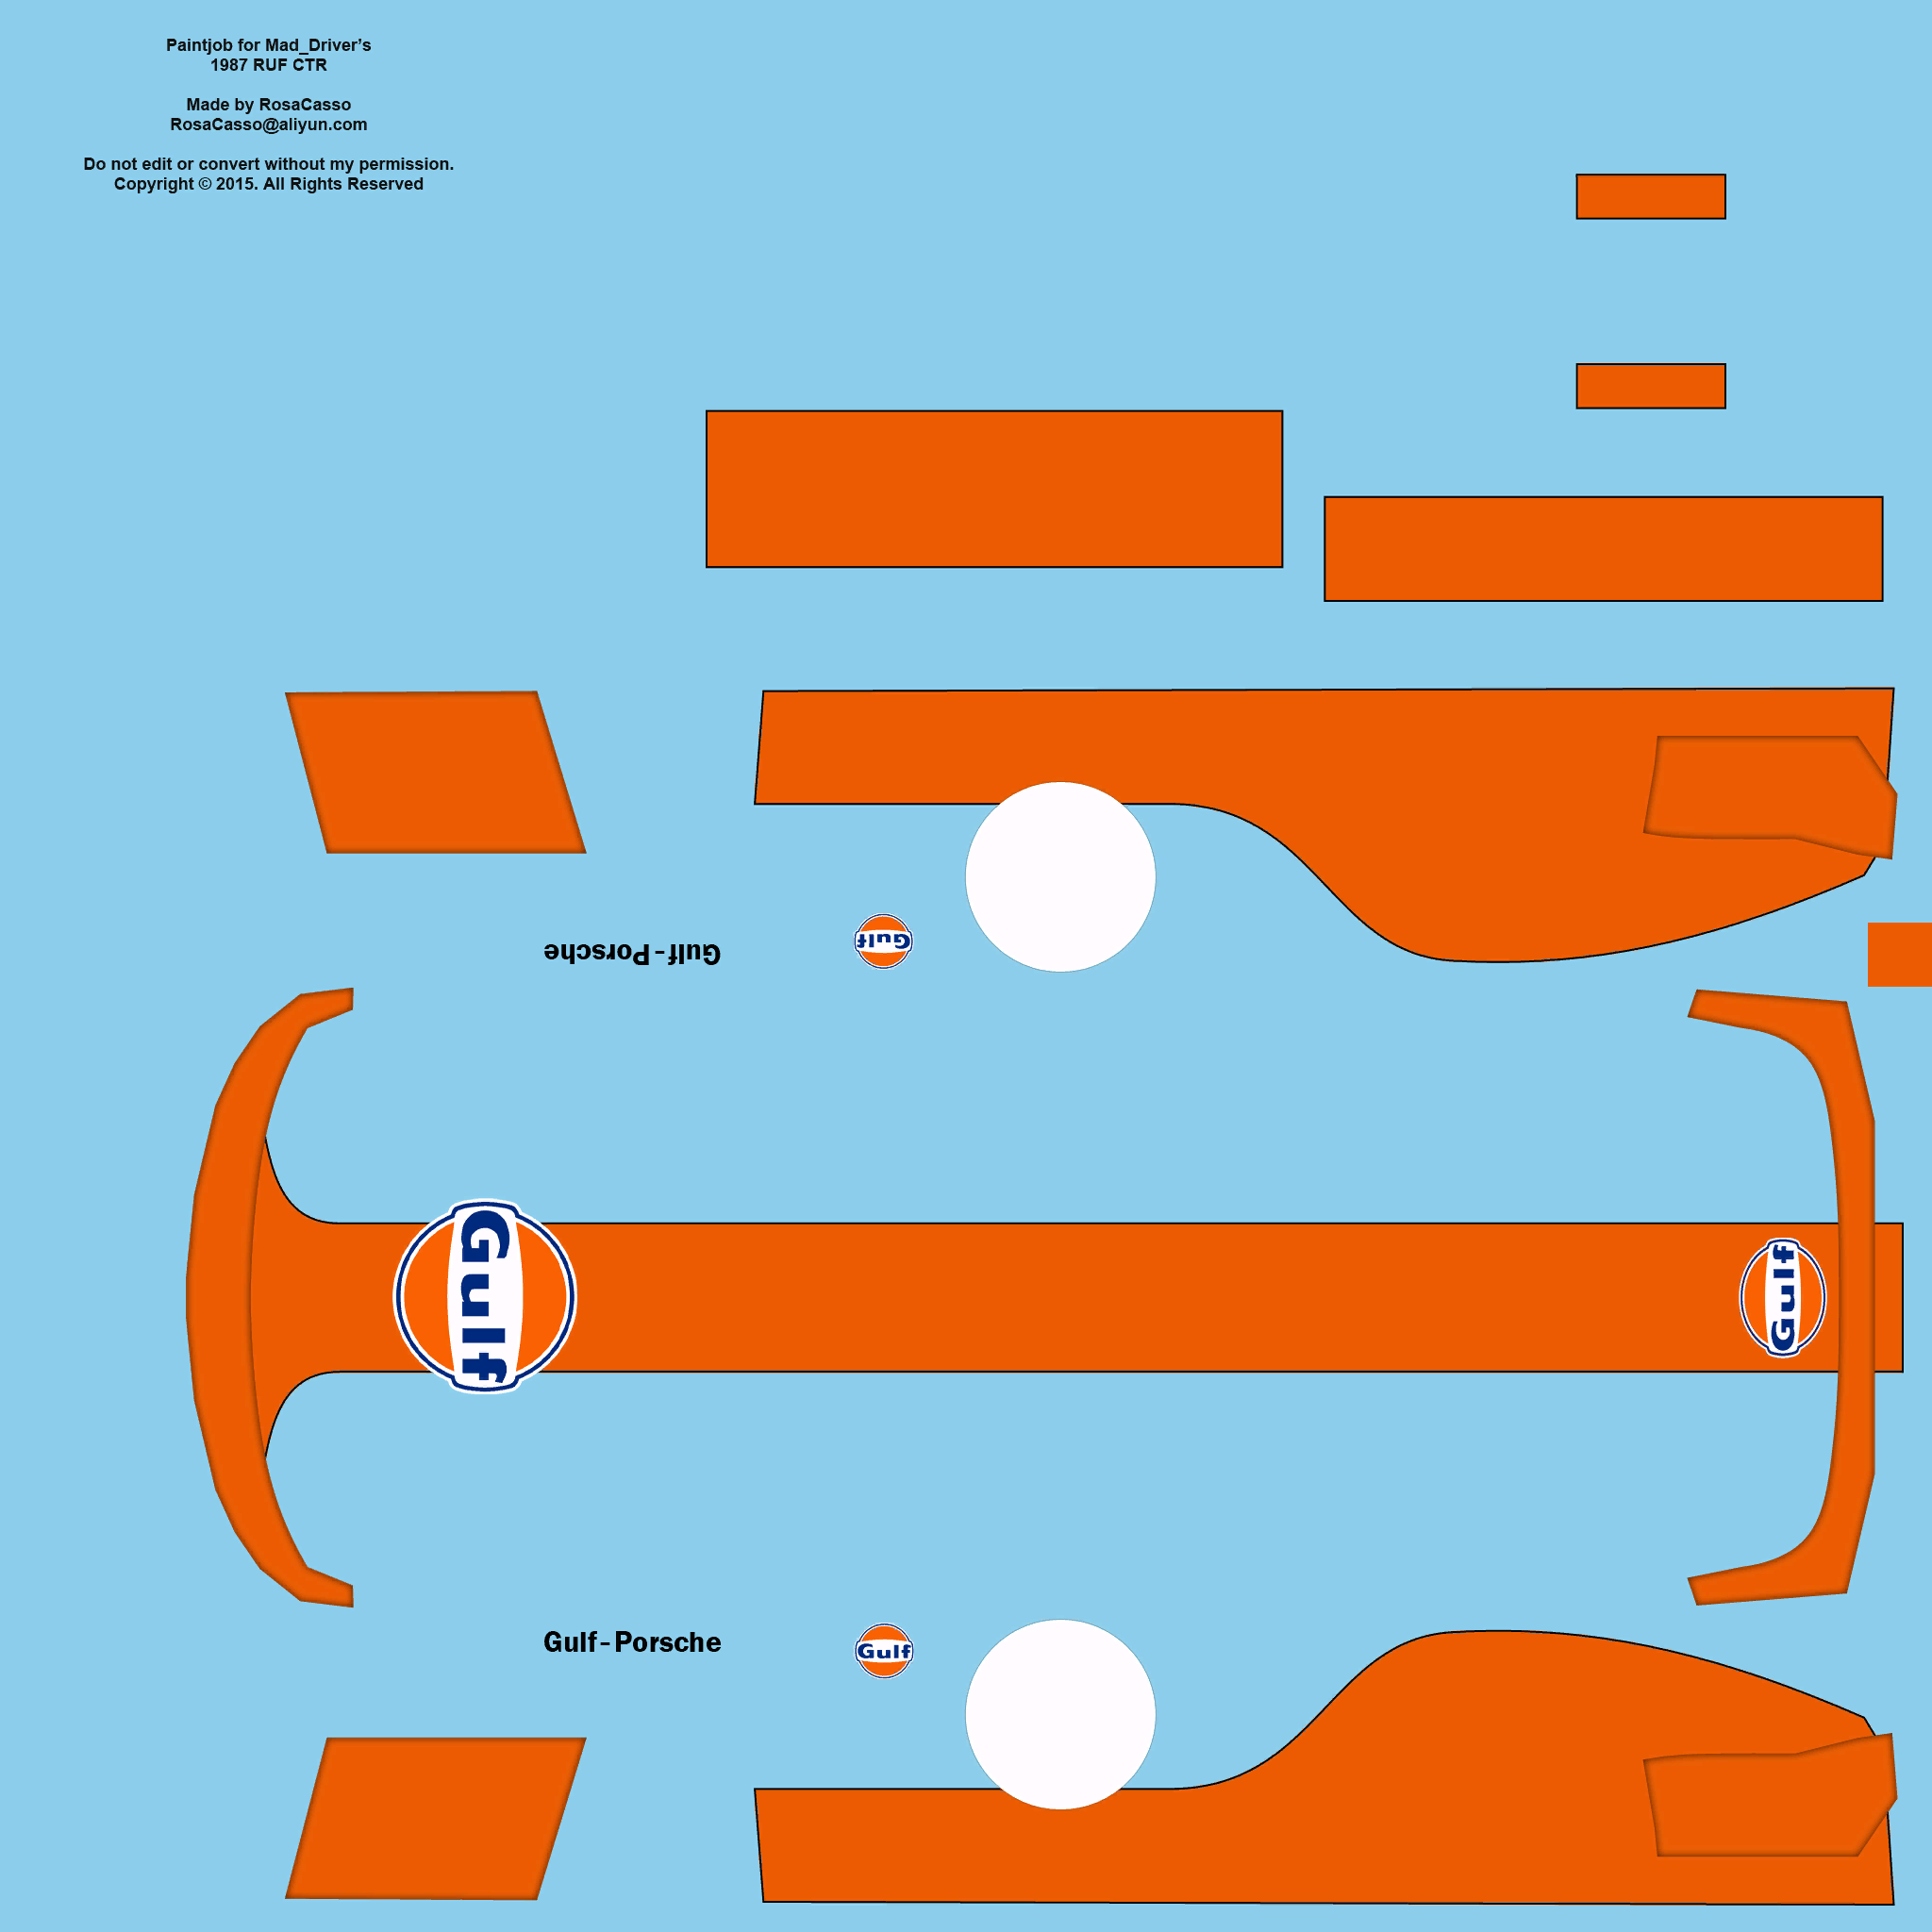 Paintjob for Mad_Driver’s
1987 RUF CTR
Made by RosaCasso
RosaCasso@aliyun.com
Do not edit or convert without my permission.
Copyright © 2015. All Rights Reserved
Gulf-Porsche
Gulf
Gulf
Gulf
Gulf-Porsche
Gulf